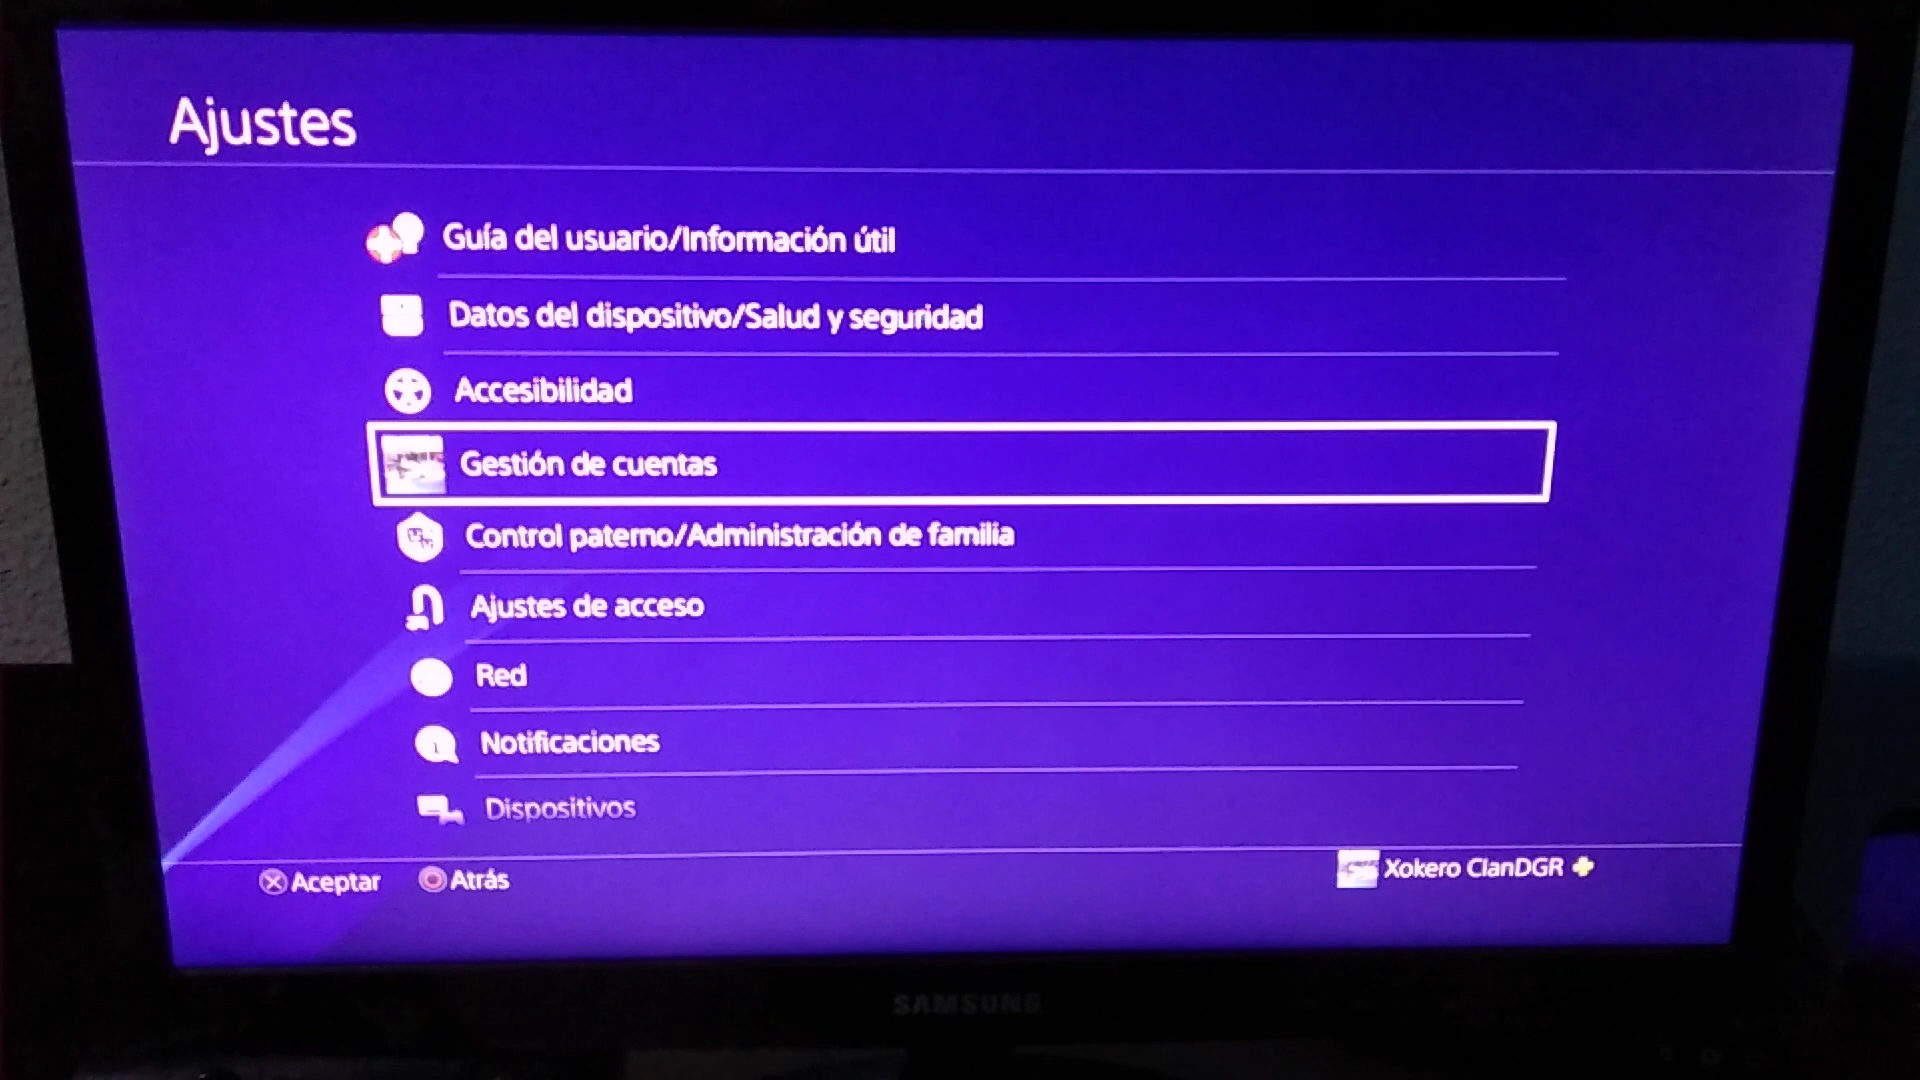 Ajustes
Guía del usuario/Información útil
Datos del dispositivo/Salud y seguridad
Accesibilidad
Gestión de cuentas
Control paterno/Administración de familia
Ajustes de acceso
Red
Notificaciones
Dispositivos
Aceptar Atrás
Xokero ClanDGR
SAMSUNG